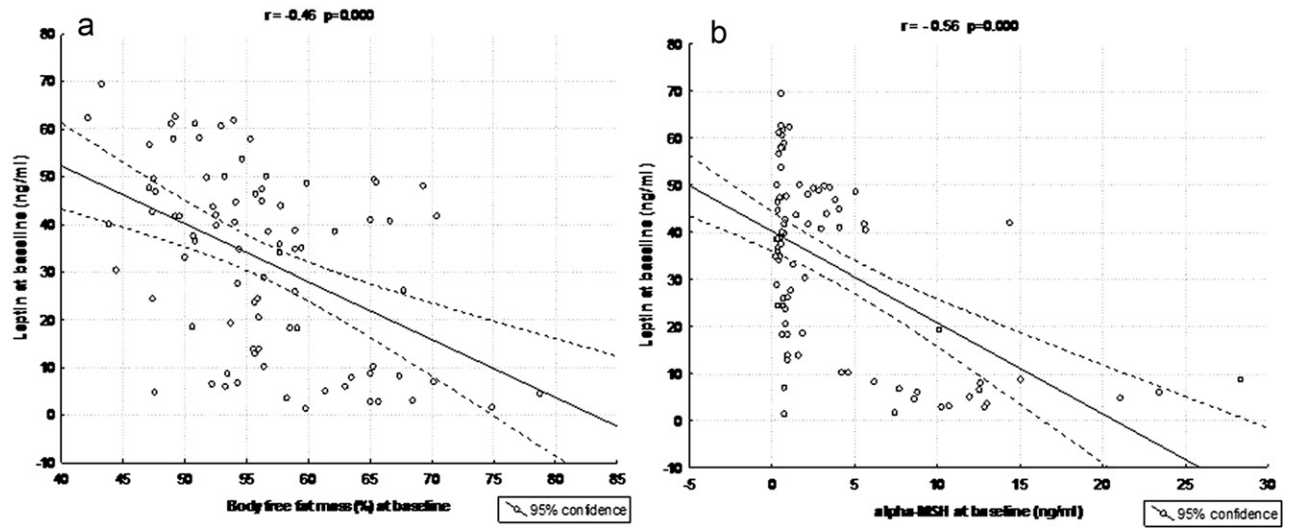 a
r = -0.46 p=0.000
80
70
60
50
40
30
20
10
0
-10
40 45 50 55 60 65 70 75 80 85
Leptin at baseline (ng/ml)
Body free fat mass (%) at baseline
95% confidence
b
r = - 0.56 p=0.000
80
70
60
50
40
30
20
10
0
-10
-5 0 5 10 15 20 25 30
Leptin at baseline (ng/ml)
alpha-MSH at baseline (ng/ml)
95% confidence